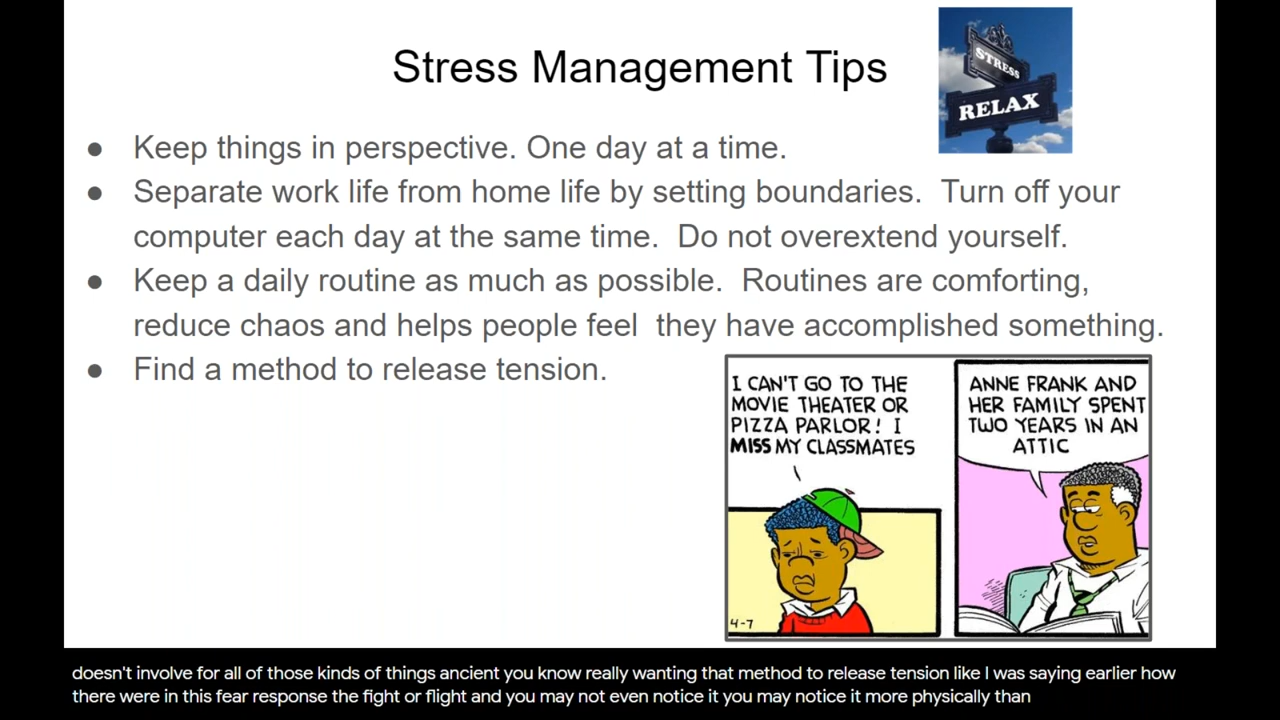 Stress Management Tips
STRESS
RELAX
● Keep things in perspective. One day at a time.
● Separate work life from home life by setting boundaries.  Turn off your
computer each day at the same time.  Do not overextend yourself.
● Keep a daily routine as much as possible.  Routines are comforting,
reduce chaos and helps people feel  they have accomplished something.
● Find a method to release tension.
I CAN'T GO TO THE
MOVIE THEATER OR
PIZZA PARLOR! I
MISS MY CLASSMATES
4-7
ANNE FRANK AND
HER FAMILY SPENT
TWO YEARS IN AN
ATTIC
doesn't involve for all of those kinds of things ancient you know really wanting that method to release tension like I was saying earlier how
there were in this fear response the fight or flight and you may not even notice it you may notice it more physically than